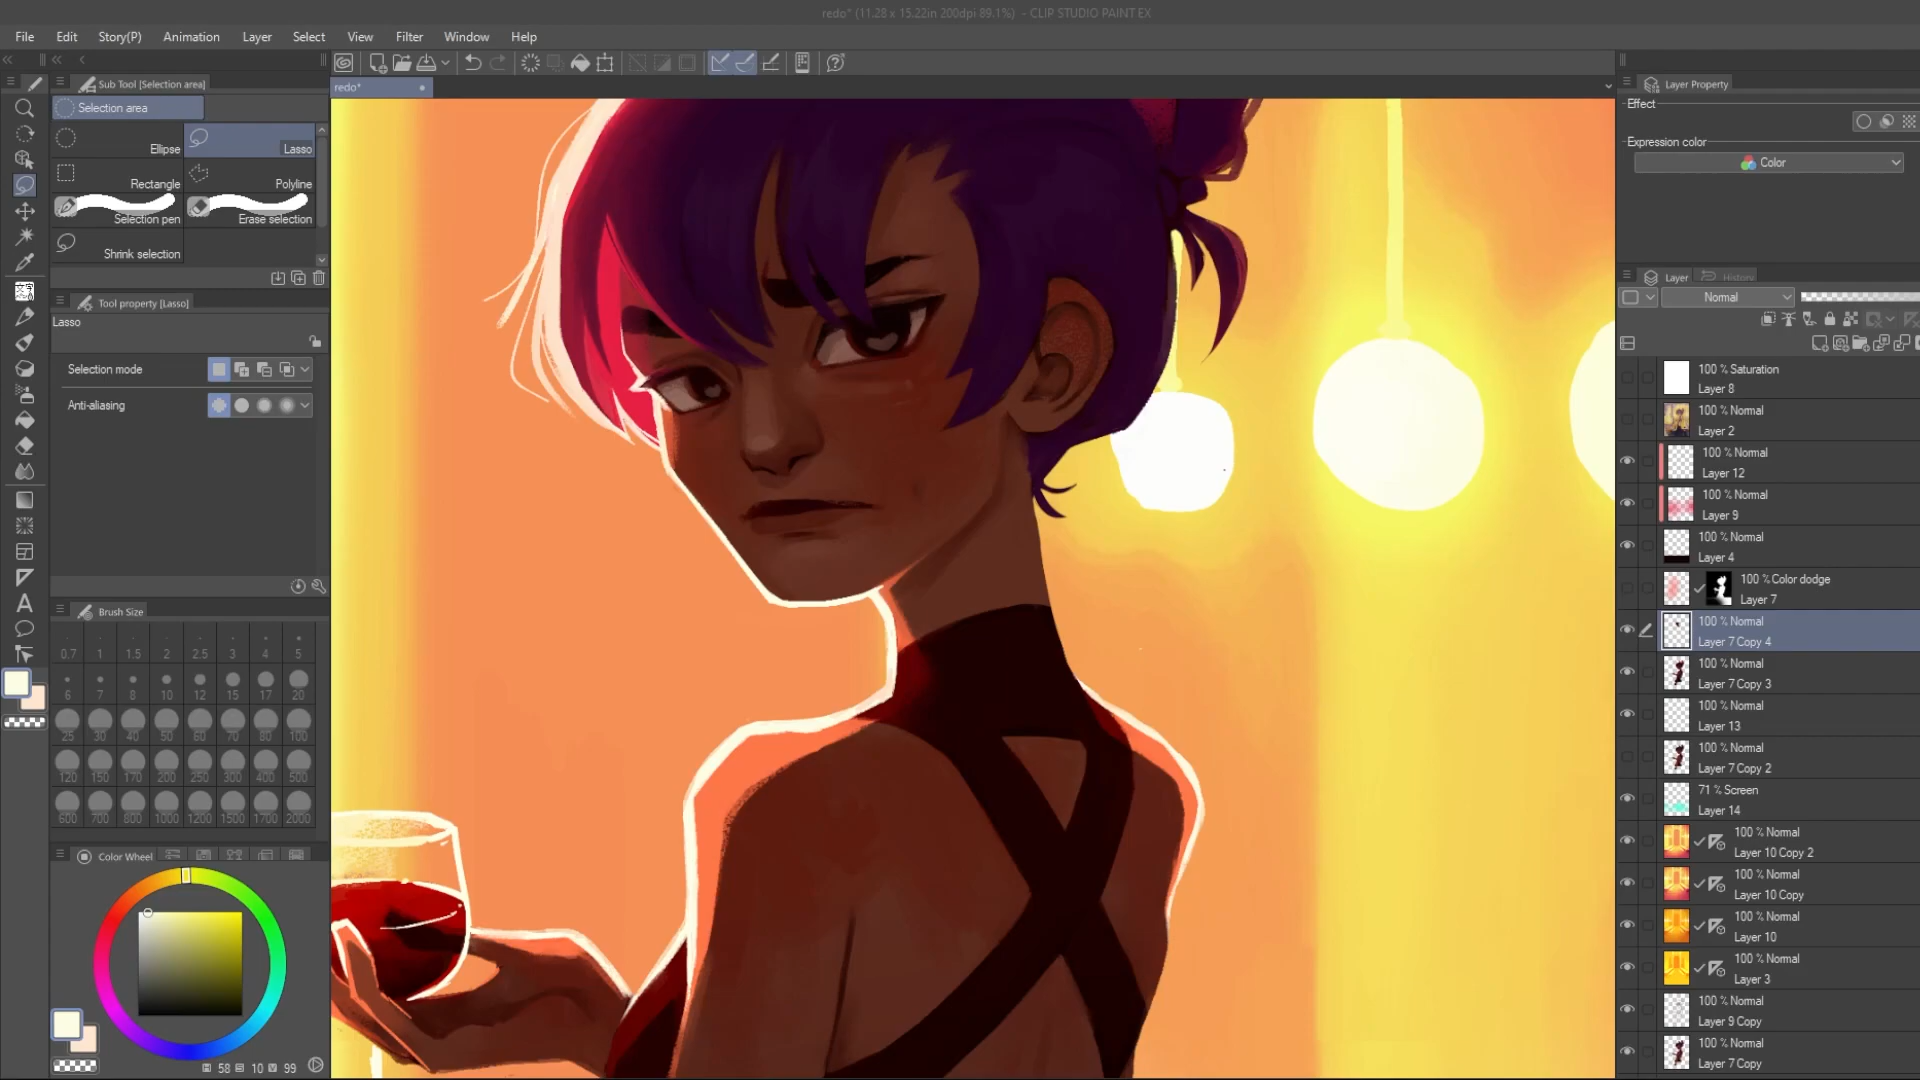 redo* (11.28 x 15.22in 200dpi 89.1%) - CLIP STUDIO PAINT EX
File Edit Story(P) Animation Layer Select View Filter Window Help
Sub Tool [Selection area]
Selection area
Ellipse Lasso
Rectangle Polyline
Selection pen Erase selection
Shrink selection
Tool property [Lasso]
Lasso
Selection mode
Anti-aliasing
Brush Size
0.7 1 1.5 2 2.5 3 4 5
6 7 8 10 12 15 17 20
25 30 40 50 60 70 80 100
120 150 170 200 250 300 400 500
600 700 800 1000 1200 1500 1700 2000
Color Wheel
58 10 99
redo*
Layer Property
Effect
Expression color
Color
Layer History
Normal
100 % Saturation
Layer 8
100 % Normal
Layer 2
100 % Normal
Layer 12
100 % Normal
Layer 9
100 % Normal
Layer 4
100 % Color dodge
Layer 7
100 % Normal
Layer 7 Copy 4
100 % Normal
Layer 7 Copy 3
100 % Normal
Layer 13
100 % Normal
Layer 7 Copy 2
71 % Screen
Layer 14
100 % Normal
Layer 10 Copy 2
100 % Normal
Layer 10 Copy
100 % Normal
Layer 10
100 % Normal
Layer 3
100 % Normal
Layer 9 Copy
100 % Normal
Layer 7 Copy